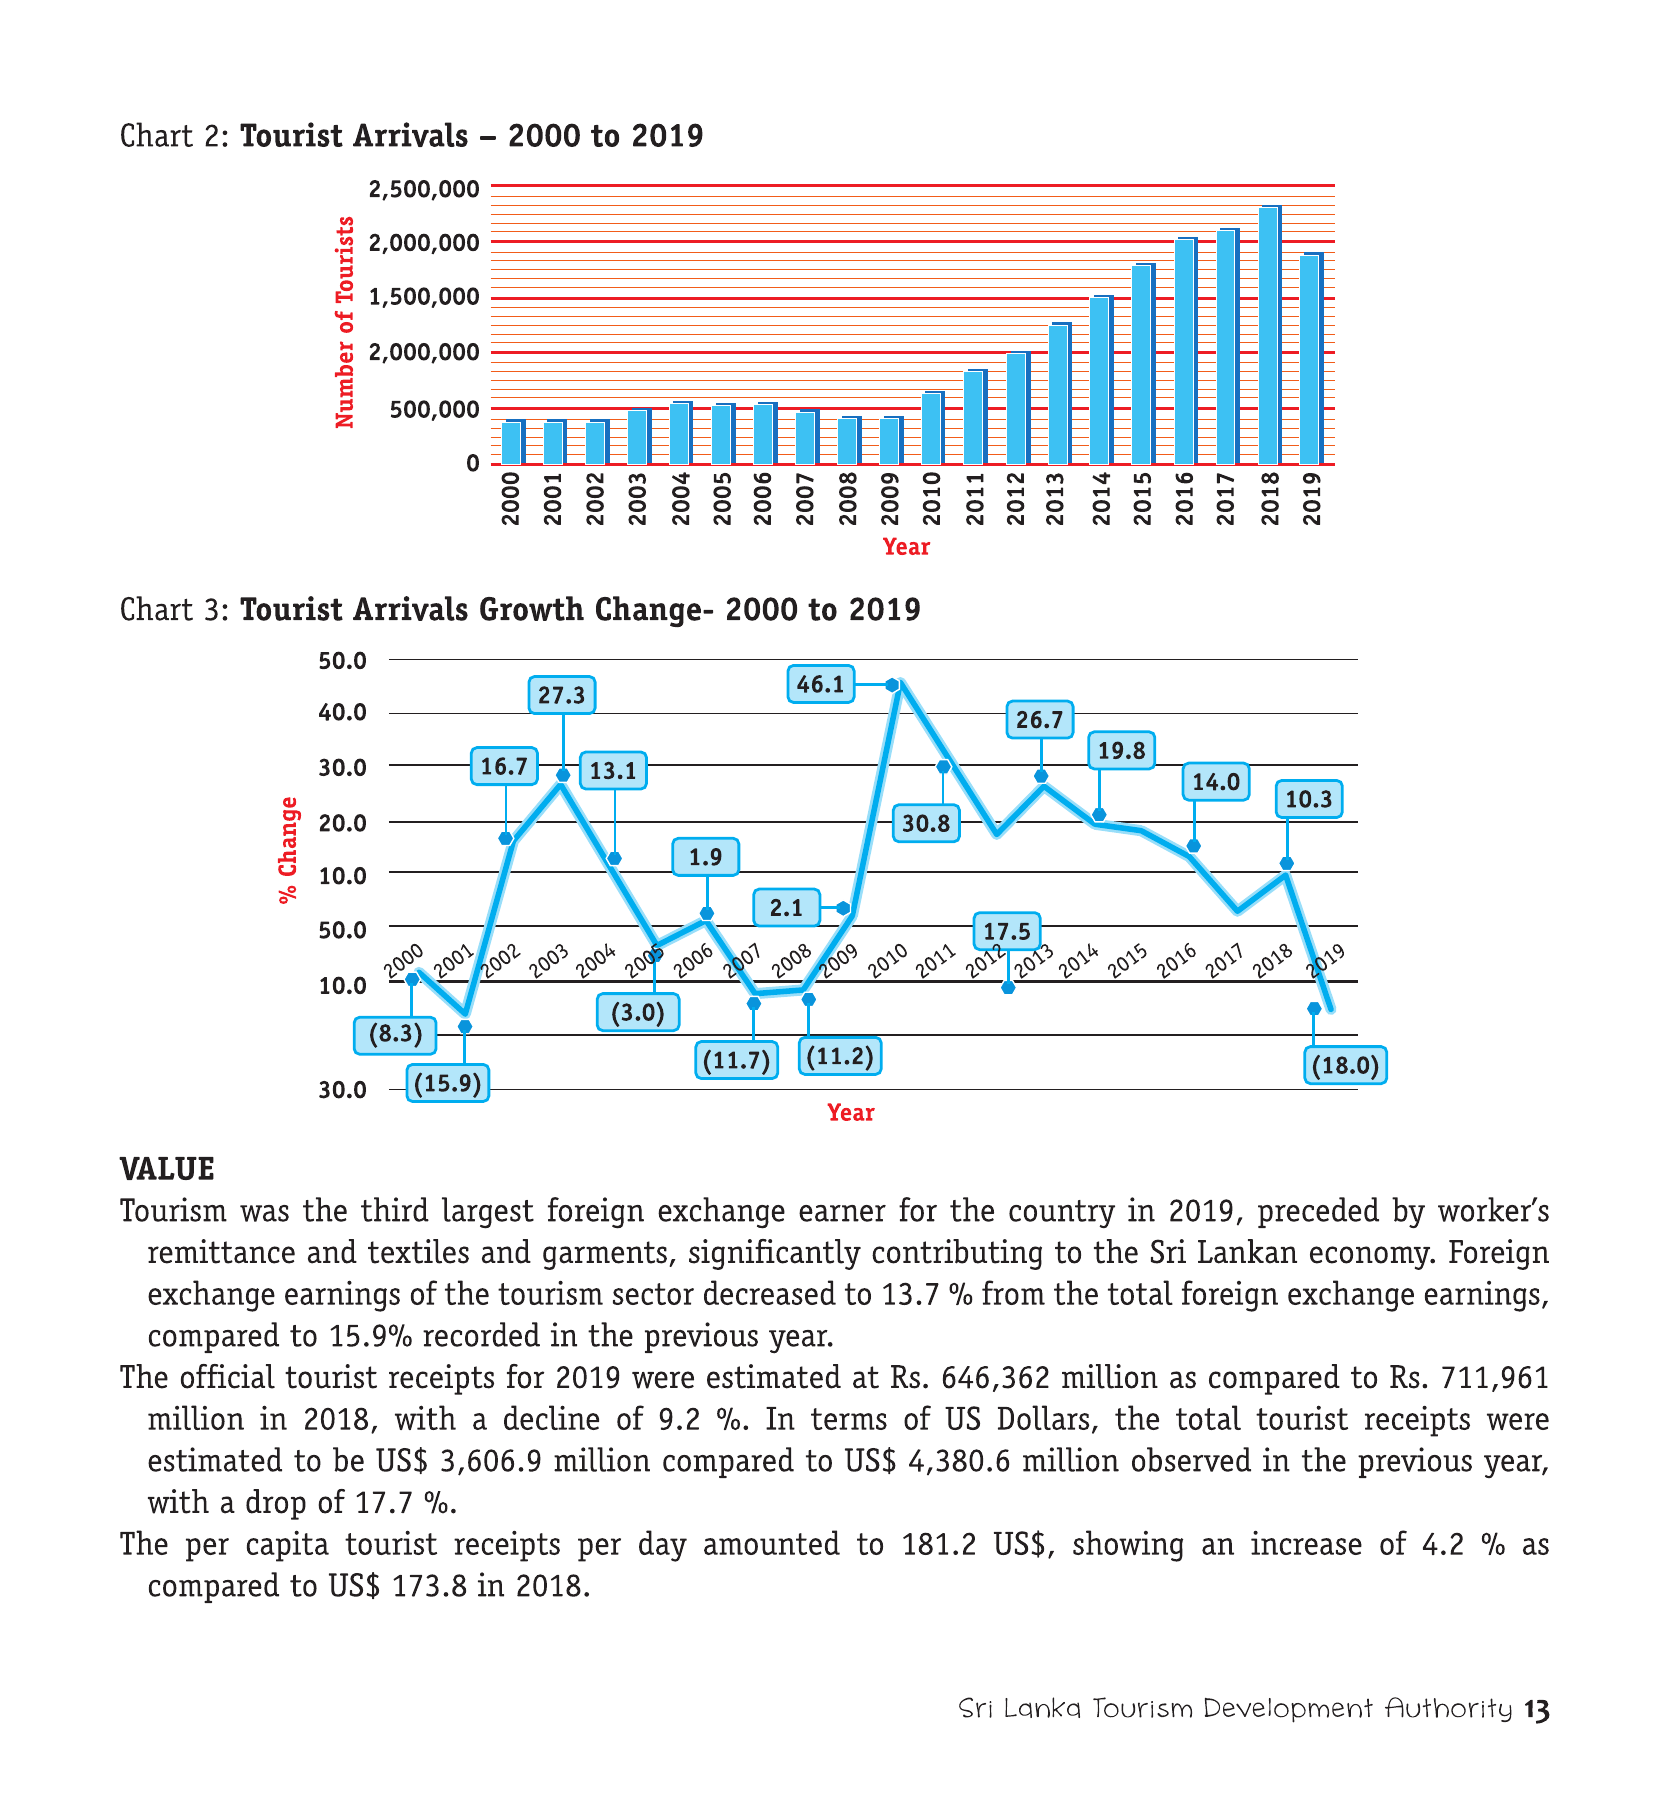 Chart 2: Tourist Arrivals – 2000 to 2019
Number of Tourists
2,500,000
2,000,000
1,500,000
2,000,000
500,000
0
2000 2001 2002 2003 2004 2005 2006 2007 2008 2009 2010 2011 2012 2013 2014 2015 2016 2017 2018 2019
Year
Chart 3: Tourist Arrivals Growth Change- 2000 to 2019
% Change
50.0
40.0
30.0
20.0
10.0
50.0
10.0
30.0
(8.3)
(15.9)
16.7
27.3
13.1
(3.0)
1.9
(11.7)
(11.2)
2.1
46.1
30.8
17.5
26.7
19.8
14.0
10.3
(18.0)
2000 2001 2002 2003 2004 2005 2006 2007 2008 2009 2010 2011 2012 2013 2014 2015 2016 2017 2018 2019
Year
VALUE
Tourism was the third largest foreign exchange earner for the country in 2019, preceded by worker’s
remittance and textiles and garments, significantly contributing to the Sri Lankan economy. Foreign
exchange earnings of the tourism sector decreased to 13.7 % from the total foreign exchange earnings,
compared to 15.9% recorded in the previous year.
The official tourist receipts for 2019 were estimated at Rs. 646,362 million as compared to Rs. 711,961
million in 2018, with a decline of 9.2 %. In terms of US Dollars, the total tourist receipts were
estimated to be US$ 3,606.9 million compared to US$ 4,380.6 million observed in the previous year,
with a drop of 17.7 %.
The per capita tourist receipts per day amounted to 181.2 US$, showing an increase of 4.2 % as
compared to US$ 173.8 in 2018.
Sri Lanka Tourism Development Authority 13